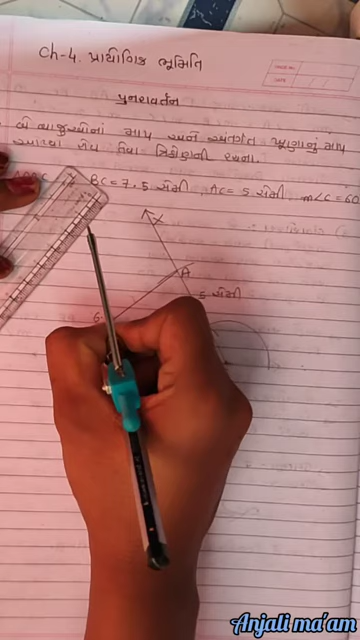 Ch-4. પ્રાયોગિક ભૂમિતિ
પુનરાવર્તન
બે બાજુઓનાં માપ અને અંતર્ગત ખૂણાનું માપ
આપ્યા હોય તેવા ત્રિકોણની રચના.
BC = 7.5 સેમી AC = 5 સેમી m∠C = 60
X
A
5 સેમી
6.
Anjali ma'am